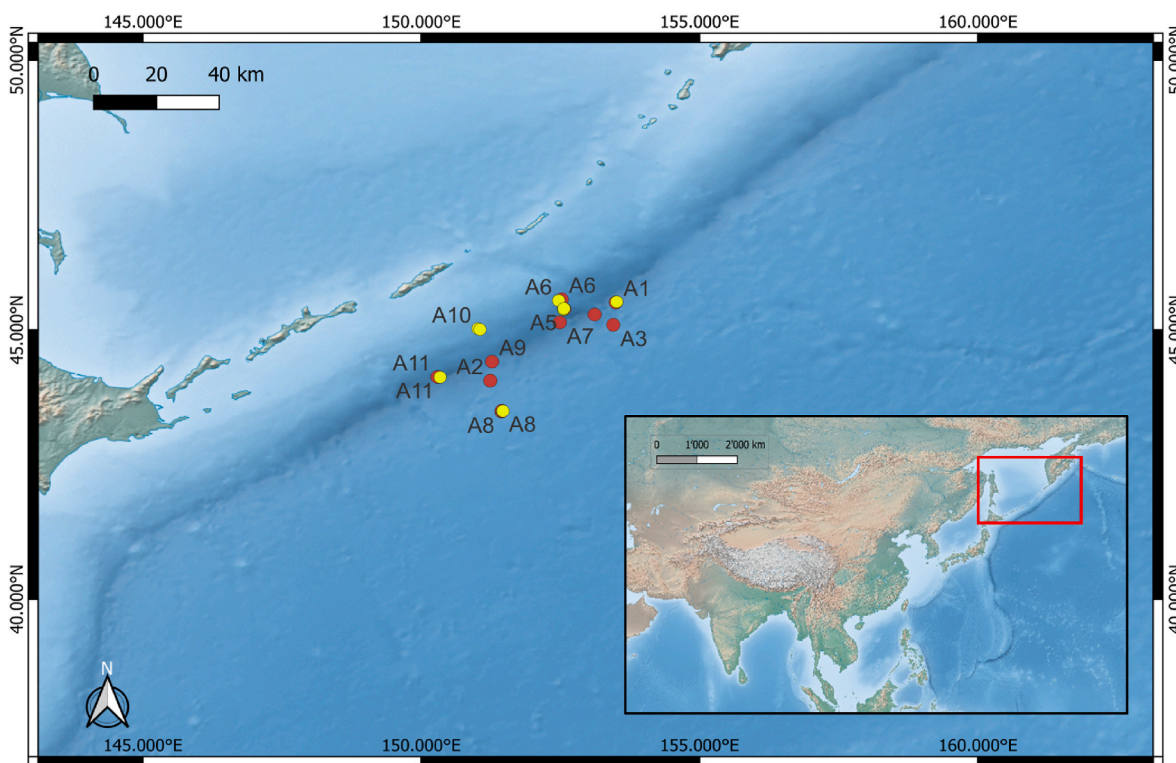 145.000°E 150.000°E 155.000°E 160.000°E
50.000°N 50.000°N
0 20 40 km
A6 A6 A1
A10 A5 A7 A3
45.000°N 45.000°N
A9
A11 A2
A11
A8 A8
0 1'000 2'000 km
40.000°N 40.000°N
N
145.000°E 150.000°E 155.000°E 160.000°E